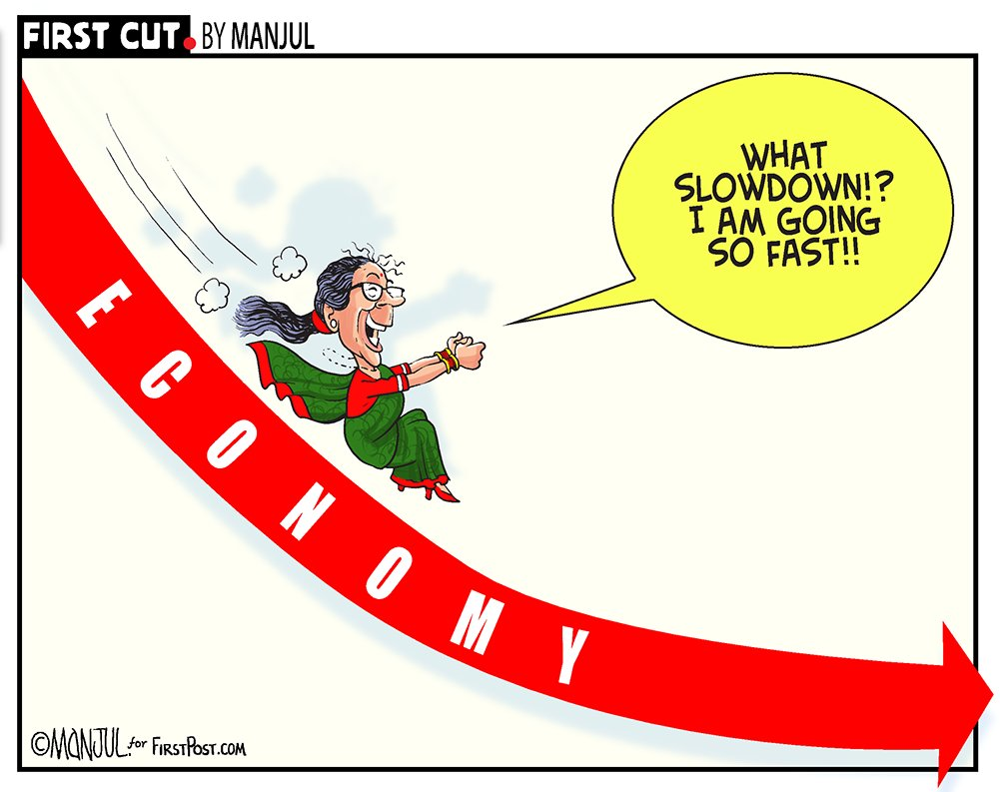 FIRST CUT. BY MANJUL
WHAT
SLOWDOWN!?
I AM GOING
SO FAST!!
ECONOMY
©MANJUL. for FIRSTPOST.COM